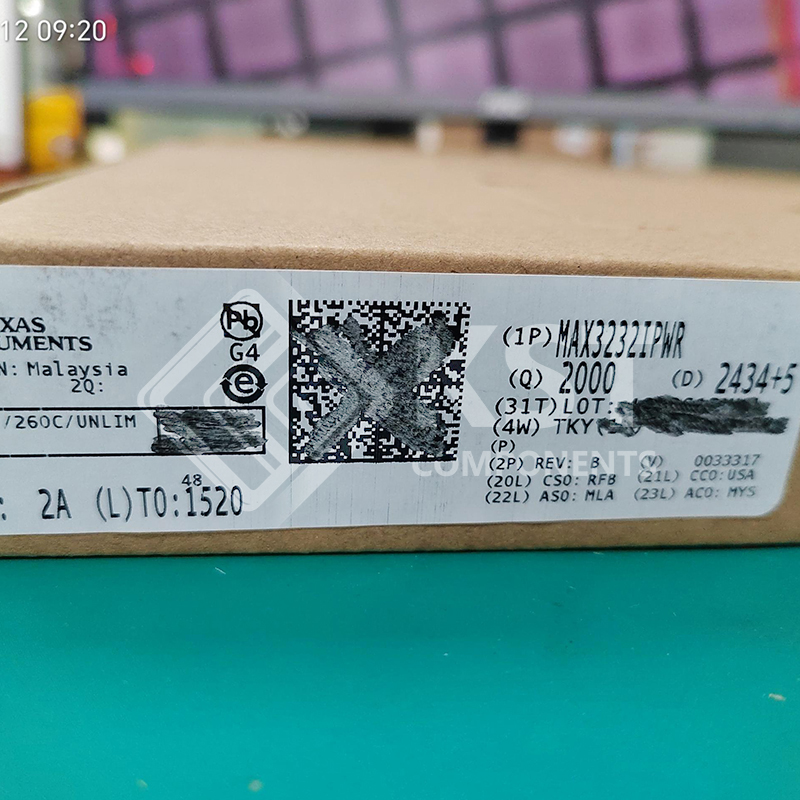 12 09:20
XAS
UMENTS
N: Malaysia
2Q:
/260C/UNLIM
: 2A (L)TO:1520
48
Pb
G4
e
(1P) MAX3232IPWR
(Q) 2000 (D) 2434+5
(31T)LOT:
(4W) TKY(
(P)
(2P) REV: B (V) 0033317
(20L) CSO: RFB (21L) CCO:USA
(22L) ASO: MLA (23L) ACO: MYS
COMPONENTS